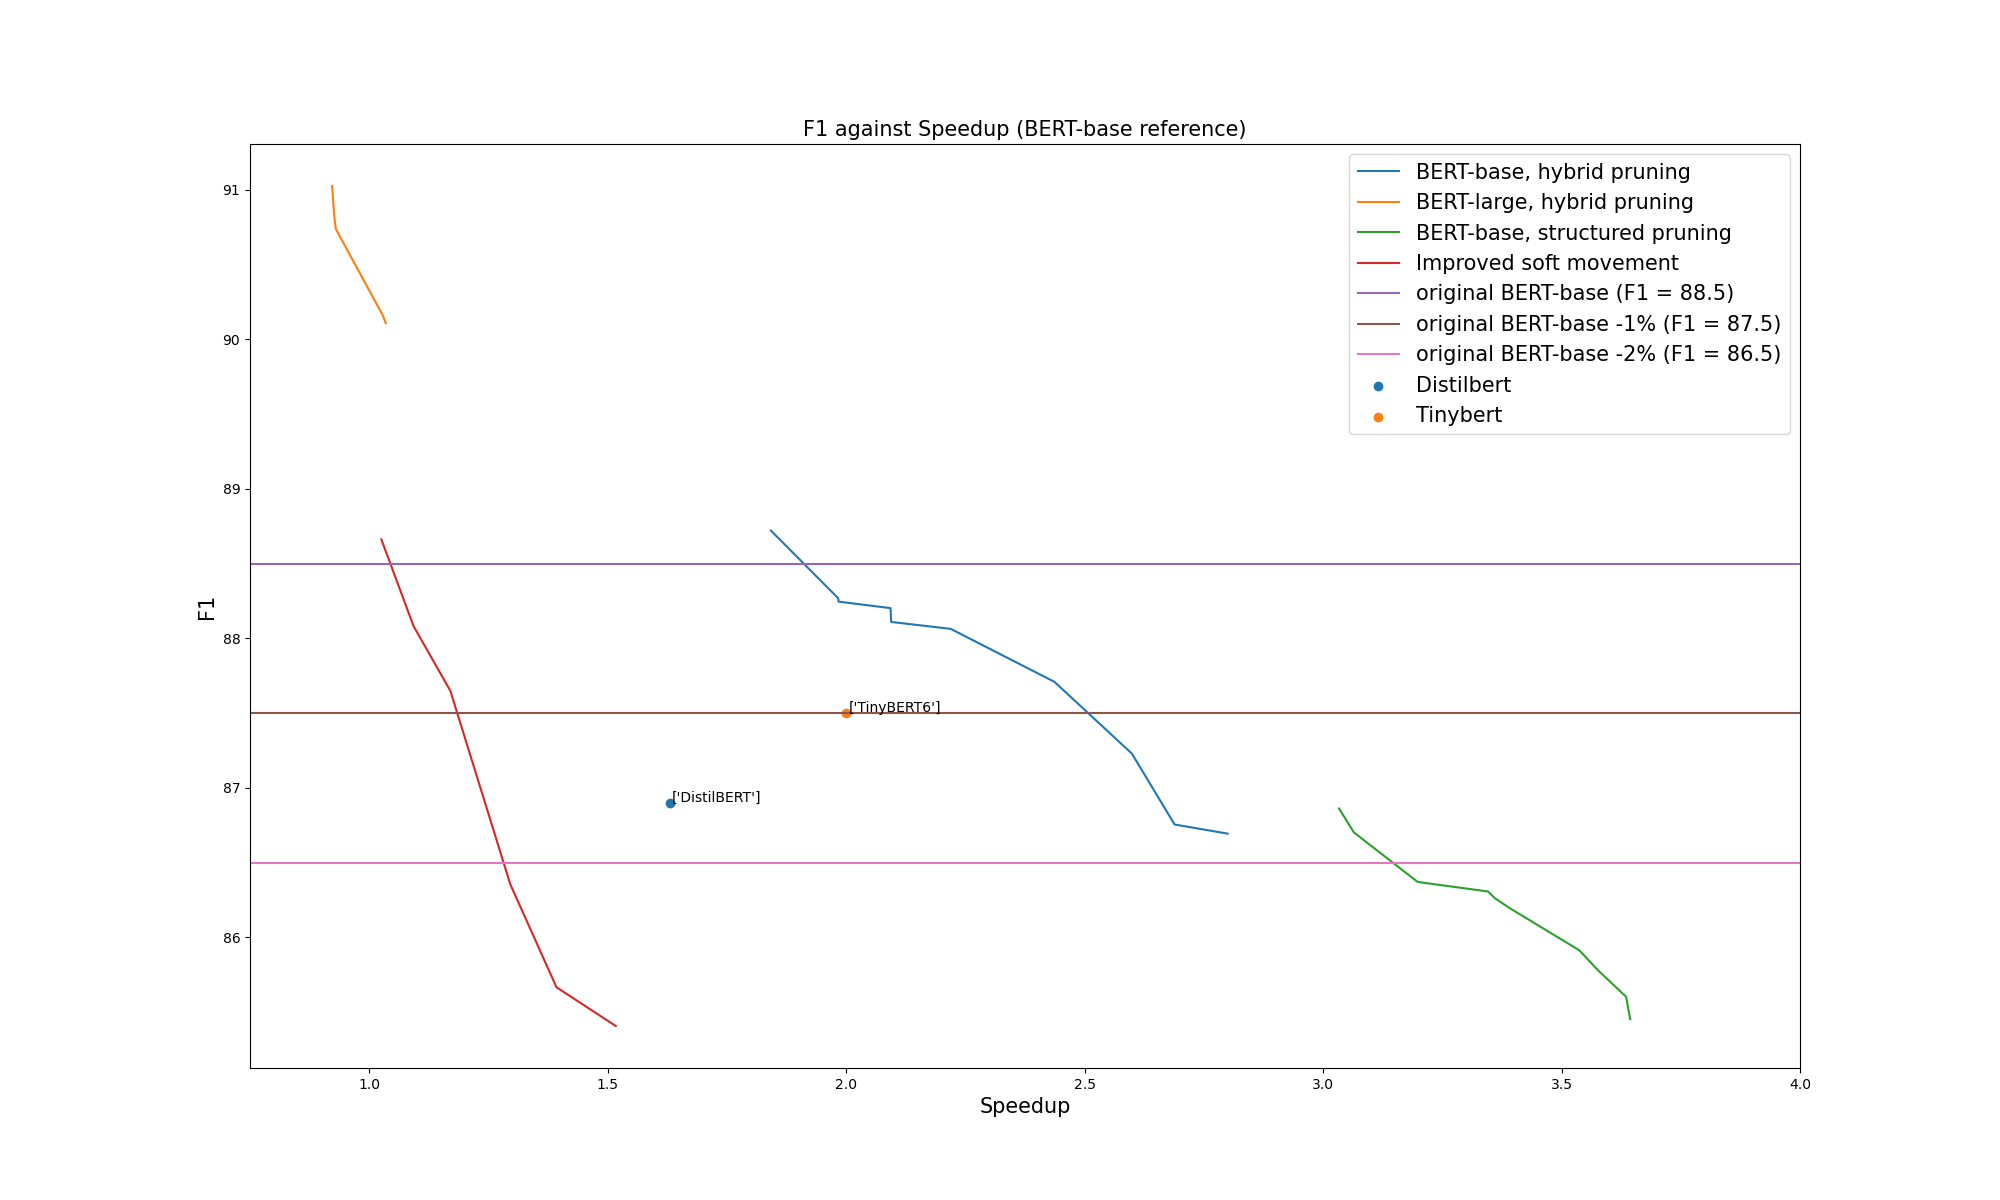 F1 against Speedup (BERT-base reference)
BERT-base, hybrid pruning
BERT-large, hybrid pruning
BERT-base, structured pruning
Improved soft movement
original BERT-base (F1 = 88.5)
original BERT-base -1% (F1 = 87.5)
original BERT-base -2% (F1 = 86.5)
Distilbert
Tinybert
91
90
89
88
87
86
F1
['TinyBERT6']
['DistilBERT']
1.0 1.5 2.0 2.5 3.0 3.5 4.0
Speedup